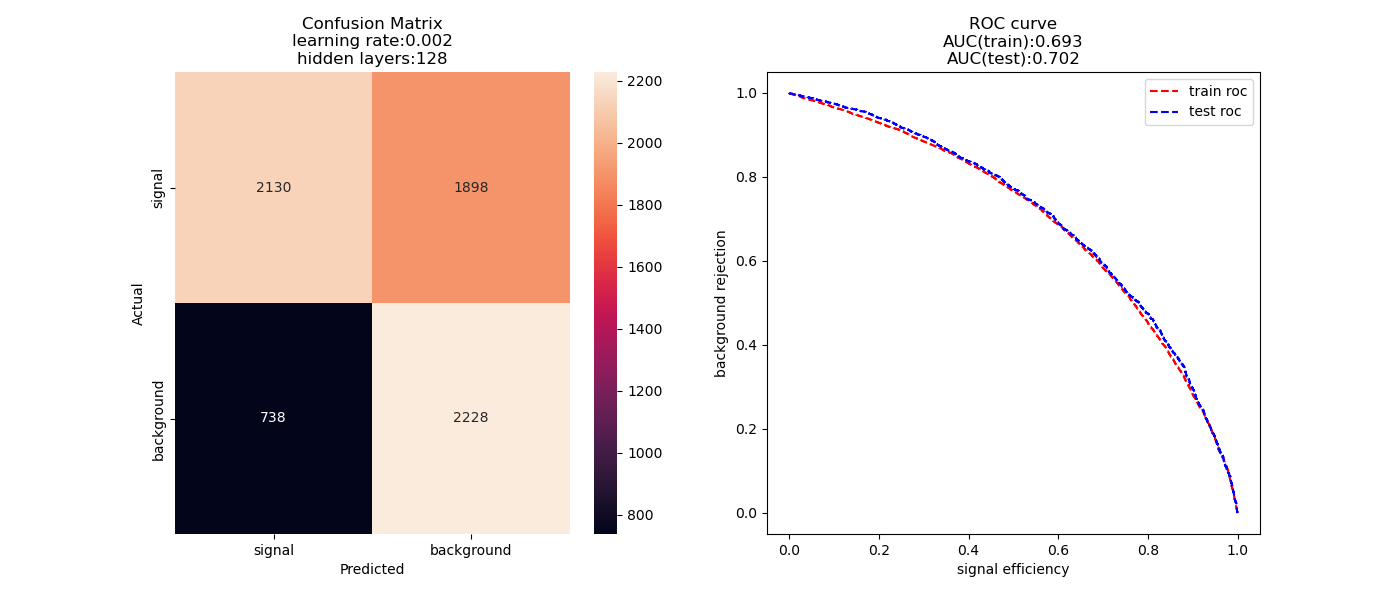 Confusion Matrix
learning rate:0.002
hidden layers:128
signal
background
Actual
2130
1898
738
2228
signal
background
Predicted
2200
2000
1800
1600
1400
1200
1000
800
ROC curve
AUC(train):0.693
AUC(test):0.702
train roc
test roc
1.0
0.8
0.6
0.4
0.2
0.0
background rejection
0.0
0.2
0.4
0.6
0.8
1.0
signal efficiency